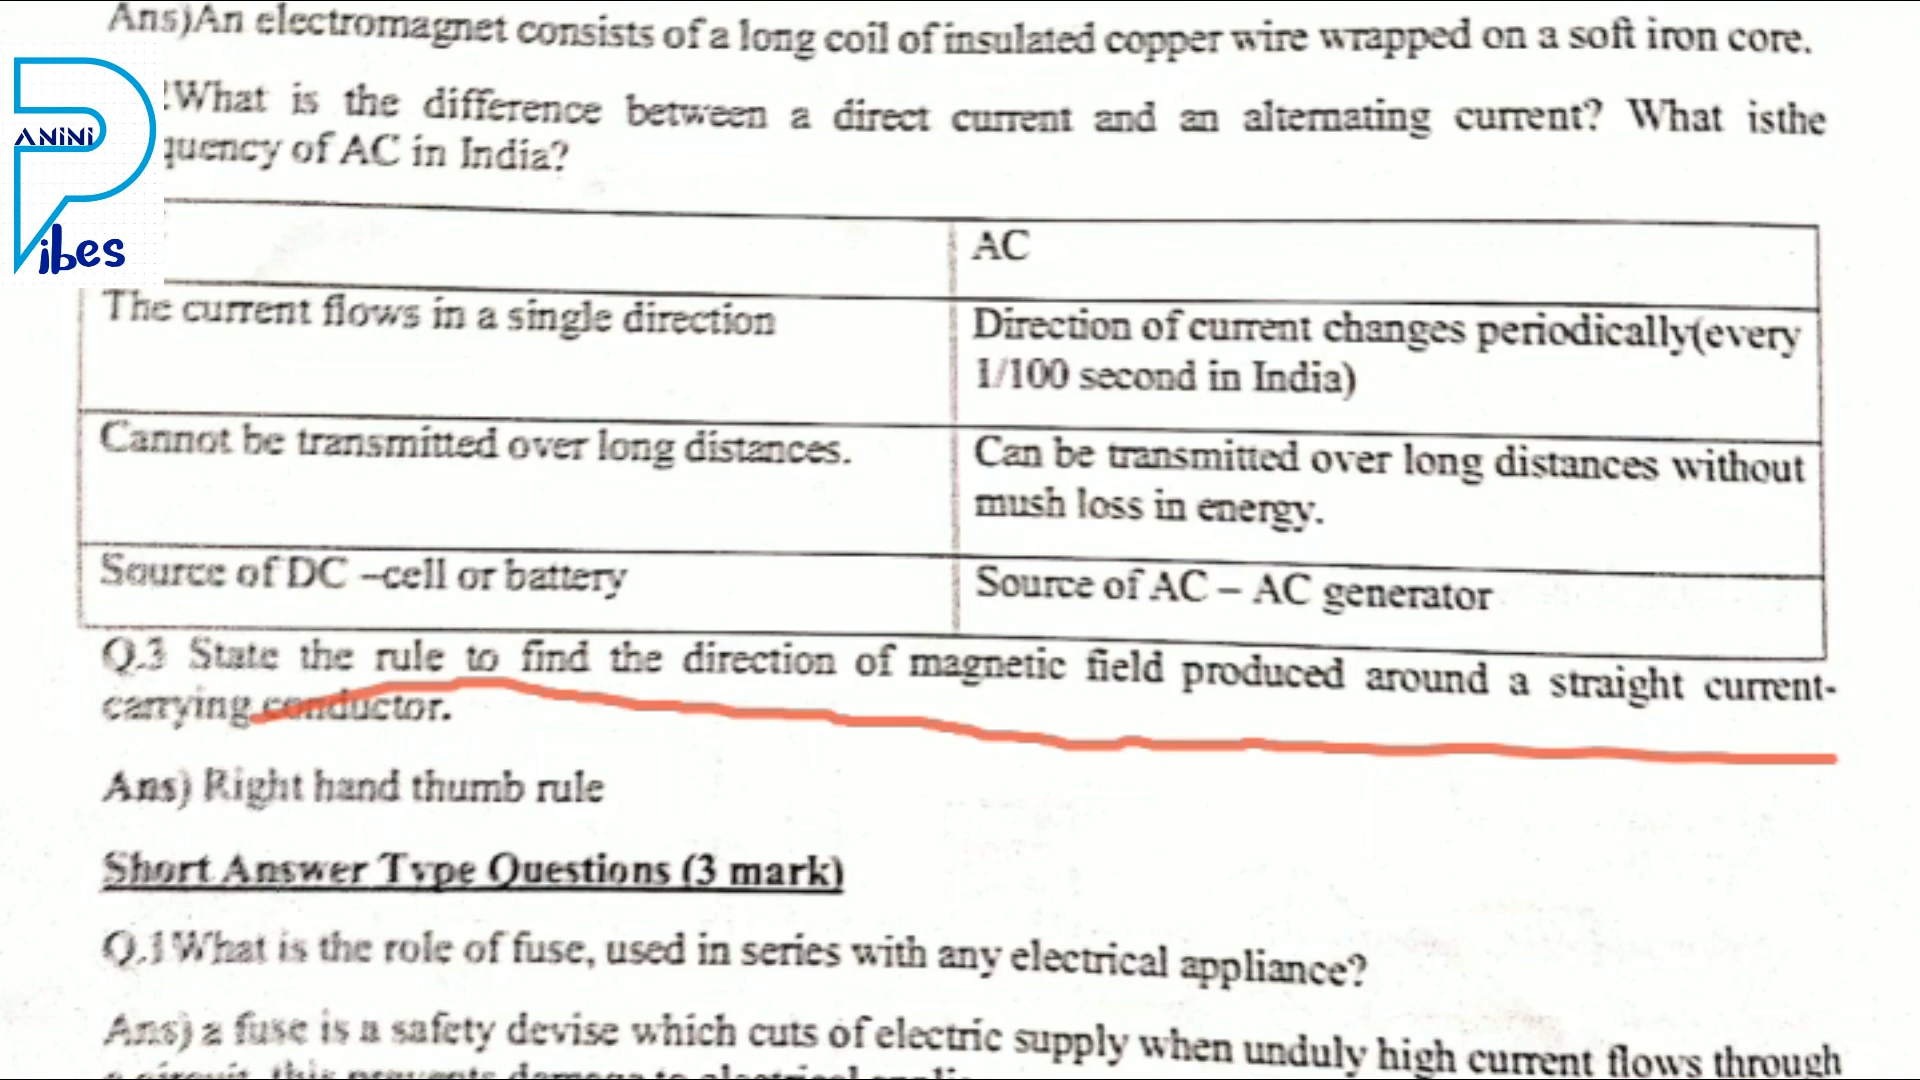 Ans)An electromagnet consists of a long coil of insulated copper wire wrapped on a soft iron core.
What is the difference between a direct current and an alternating current? What isthe
quency of AC in India?
ANINI
ibes
AC
The current flows in a single direction
Direction of current changes periodically(every
1/100 second in India)
Cannot be transmitted over long distances.
Can be transmitted over long distances without
mush loss in energy.
Source of DC –cell or battery
Source of AC – AC generator
Q.3 State the rule to find the direction of magnetic field produced around a straight current-
carrying conductor.
Ans) Right hand thumb rule
Short Answer Type Questions (3 mark)
Q.1What is the role of fuse, used in series with any electrical appliance?
Ans) a fuse is a safety devise which cuts of electric supply when unduly high current flows through